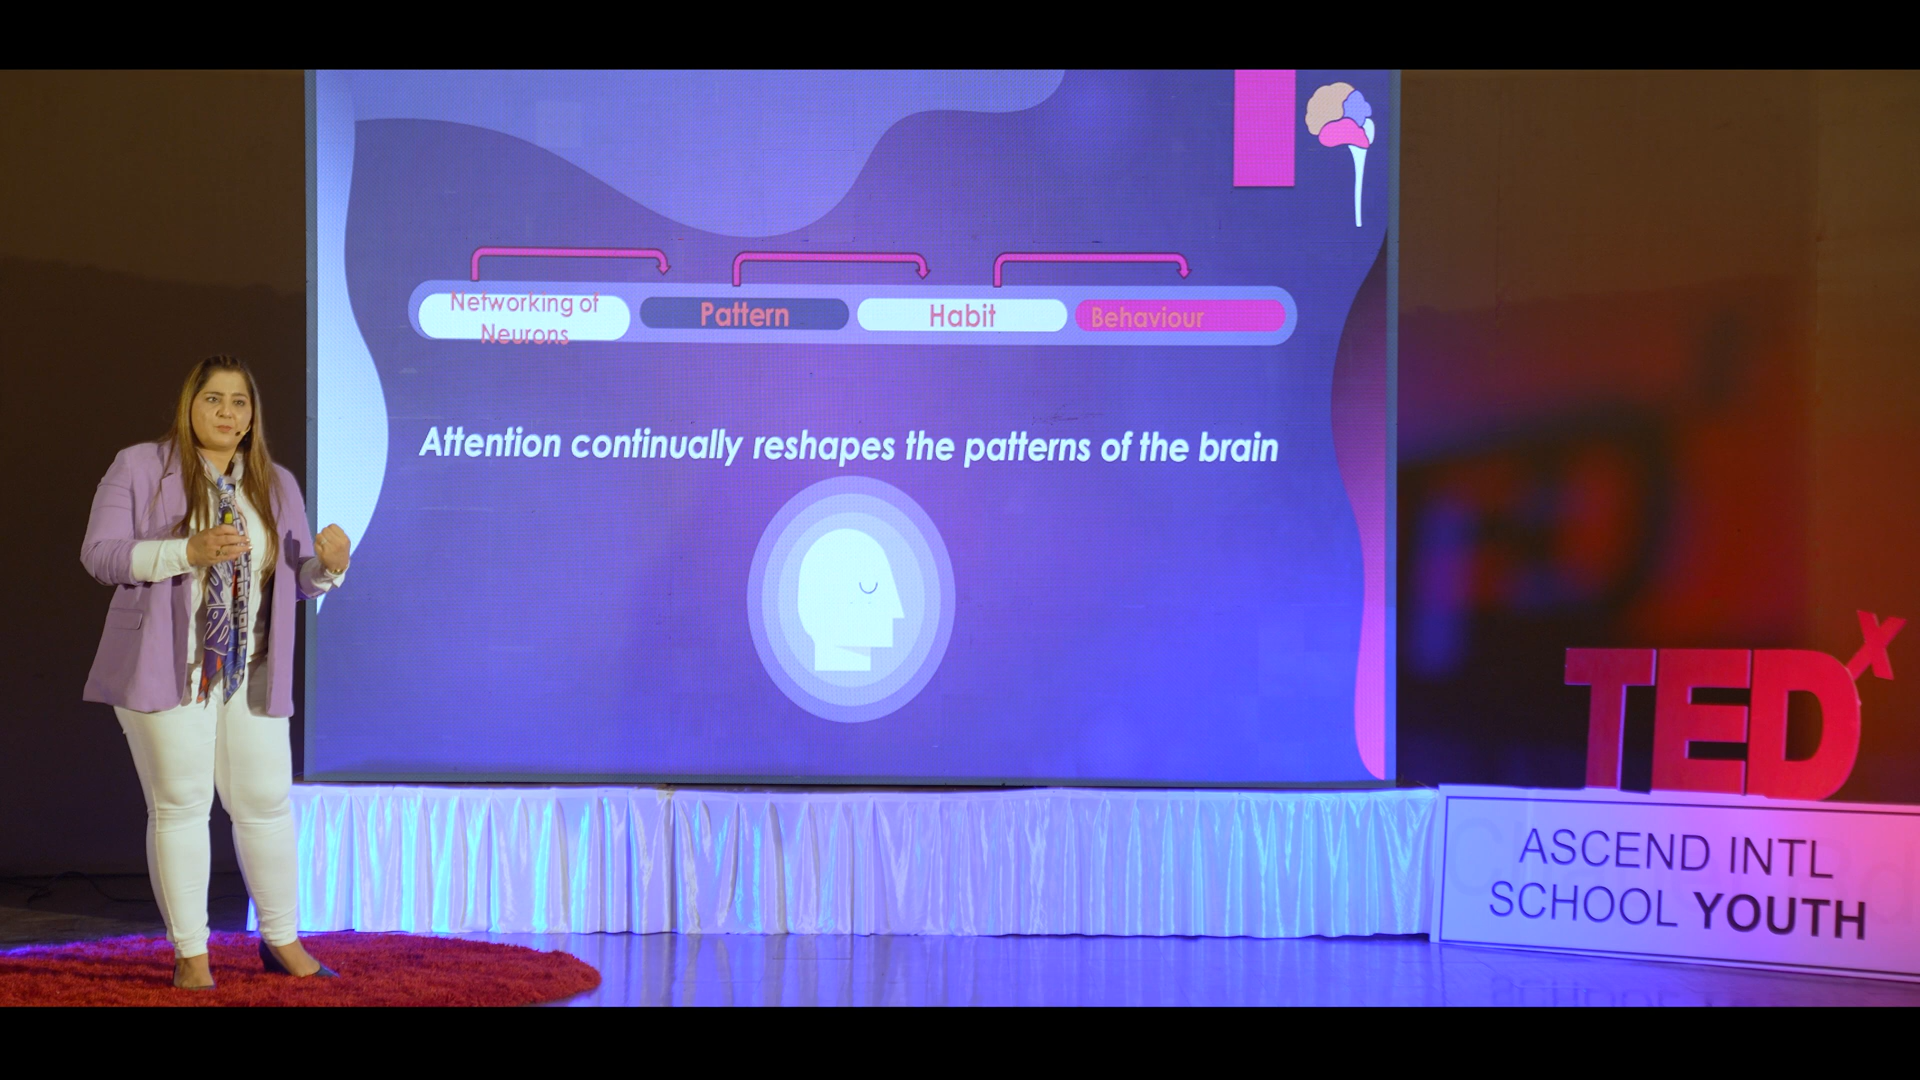 Networking of
Neurons
Pattern
Habit
Behaviour
Attention continually reshapes the patterns of the brain
TEDx
ASCEND INTL
SCHOOL YOUTH